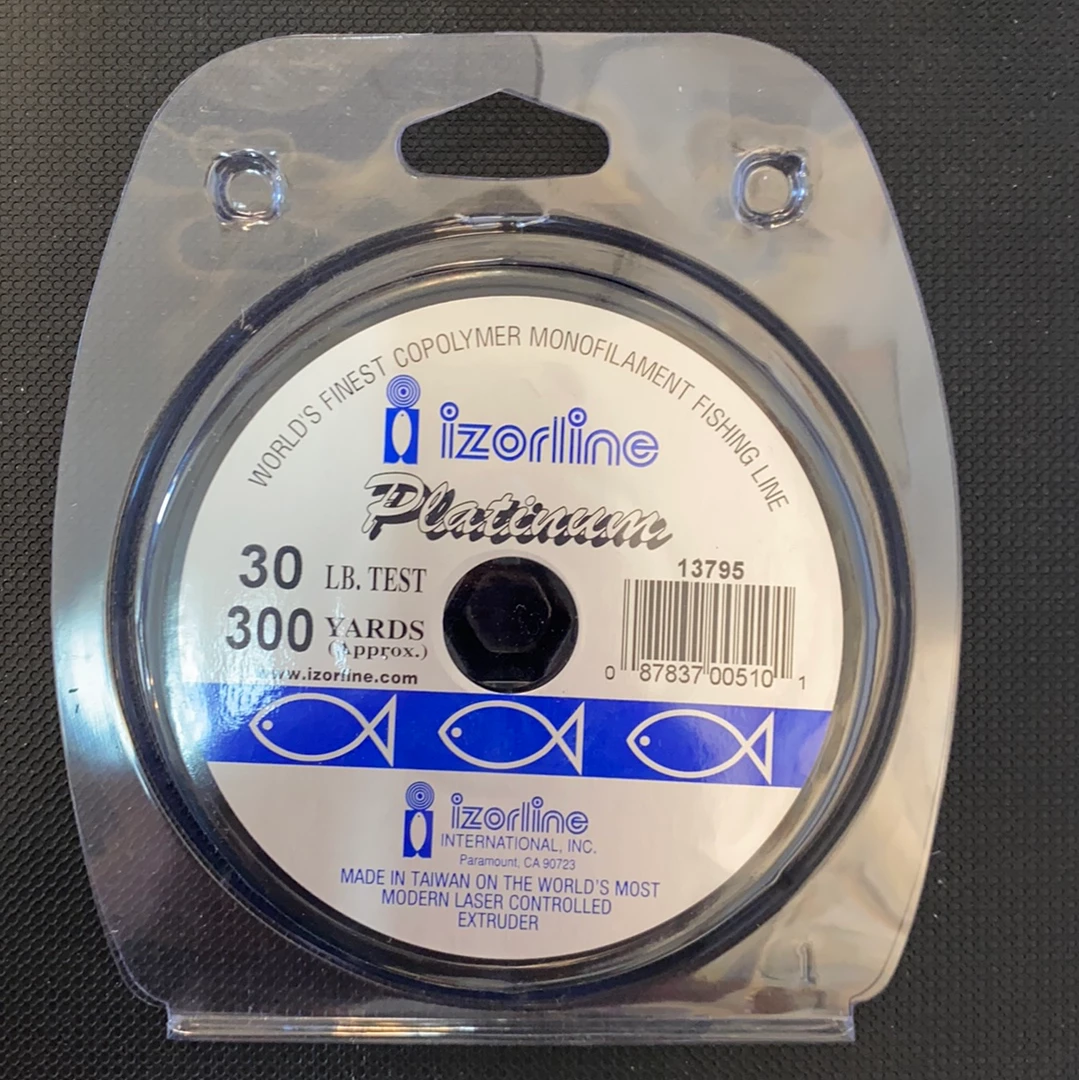 WORLD'S FINEST COPOLYMER MONOFILAMENT FISHING LINE
izorline
Platinum
30 LB. TEST
300 YARDS
(Approx.)
www.izorline.com
13795
0 87837 00510 1
izorline
INTERNATIONAL, INC.
Paramount, CA 90723
MADE IN TAIWAN ON THE WORLD'S MOST
MODERN LASER CONTROLLED
EXTRUDER